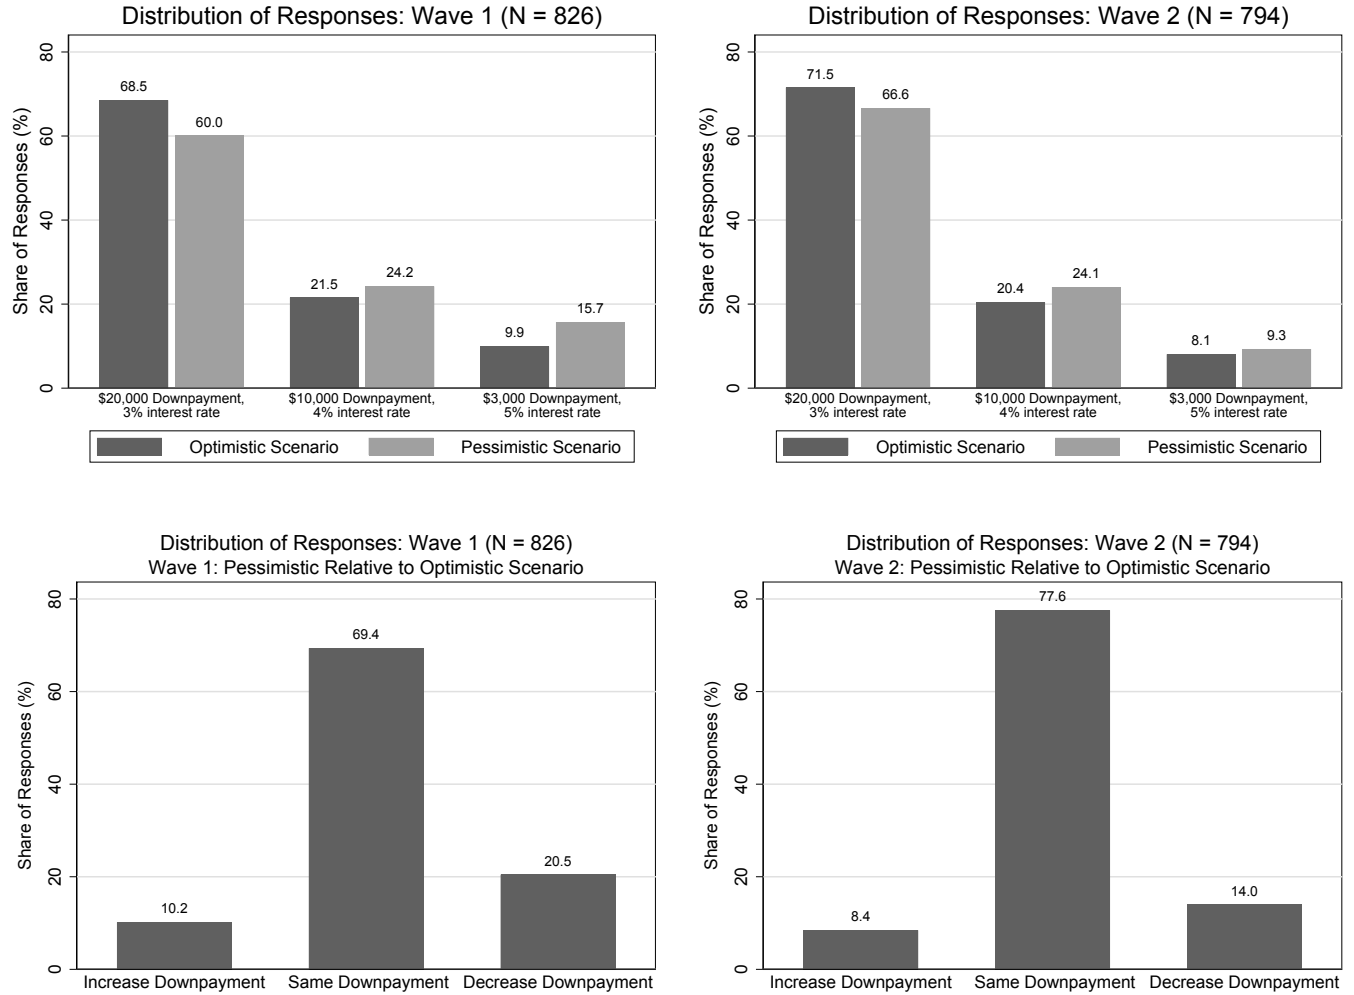 Distribution of Responses: Wave 1 (N = 826)
Share of Responses (%)
80
60
40
20
0
68.5
60.0
21.5
24.2
9.9
15.7
$20,000 Downpayment,
3% interest rate
$10,000 Downpayment,
4% interest rate
$3,000 Downpayment,
5% interest rate
Optimistic Scenario
Pessimistic Scenario
Distribution of Responses: Wave 2 (N = 794)
Share of Responses (%)
80
60
40
20
0
71.5
66.6
20.4
24.1
8.1
9.3
$20,000 Downpayment,
3% interest rate
$10,000 Downpayment,
4% interest rate
$3,000 Downpayment,
5% interest rate
Optimistic Scenario
Pessimistic Scenario
Distribution of Responses: Wave 1 (N = 826)
Wave 1: Pessimistic Relative to Optimistic Scenario
Share of Responses (%)
80
60
40
20
0
10.2
69.4
20.5
Increase Downpayment
Same Downpayment
Decrease Downpayment
Distribution of Responses: Wave 2 (N = 794)
Wave 2: Pessimistic Relative to Optimistic Scenario
Share of Responses (%)
80
60
40
20
0
8.4
77.6
14.0
Increase Downpayment
Same Downpayment
Decrease Downpayment